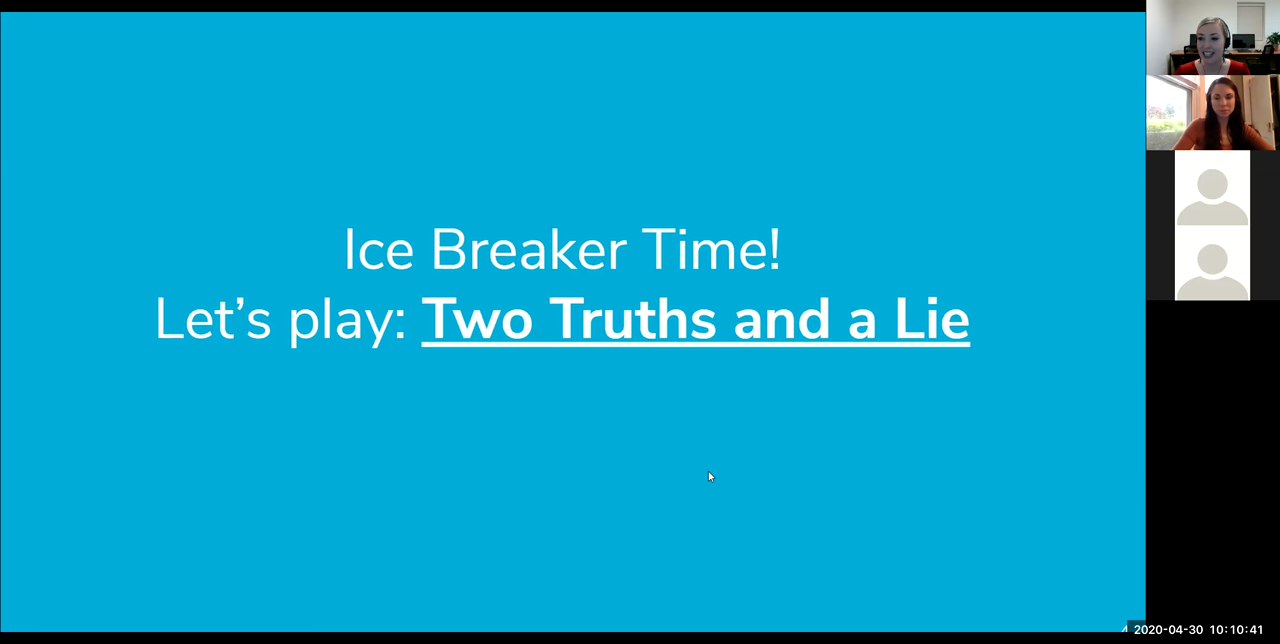 Ice Breaker Time!
Let’s play: Two Truths and a Lie
2020-04-30 10:10:41